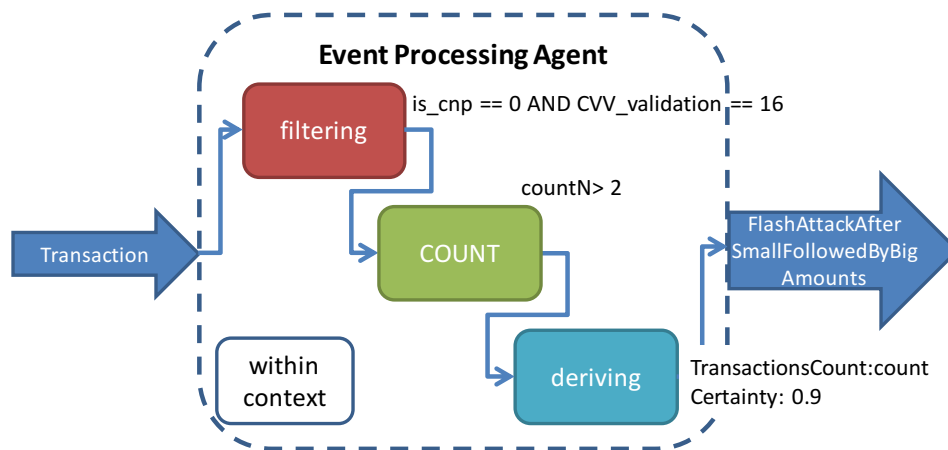 Event Processing Agent
is_cnp == 0 AND CVV_validation == 16
filtering
countN> 2
Transaction
COUNT
FlashAttackAfter
SmallFollowedByBig
Amounts
within
context
deriving
TransactionsCount:count
Certainty: 0.9